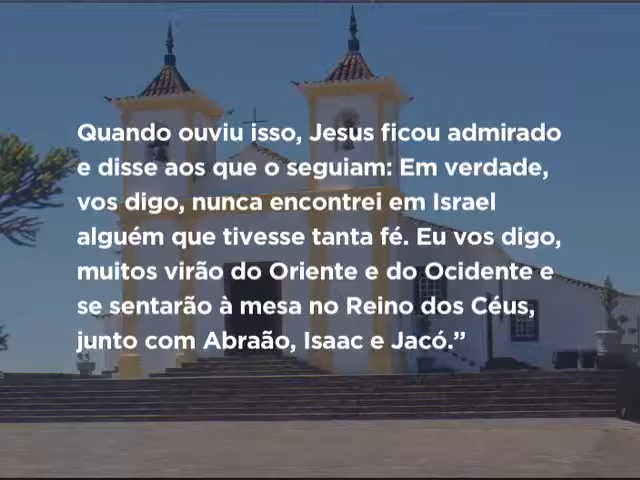 Quando ouviu isso, Jesus ficou admirado
e disse aos que o seguiam: Em verdade,
vos digo, nunca encontrei em Israel
alguém que tivesse tanta fé. Eu vos digo,
muitos virão do Oriente e do Ocidente e
se sentarão à mesa no Reino dos Céus,
junto com Abraão, Isaac e Jacó.”